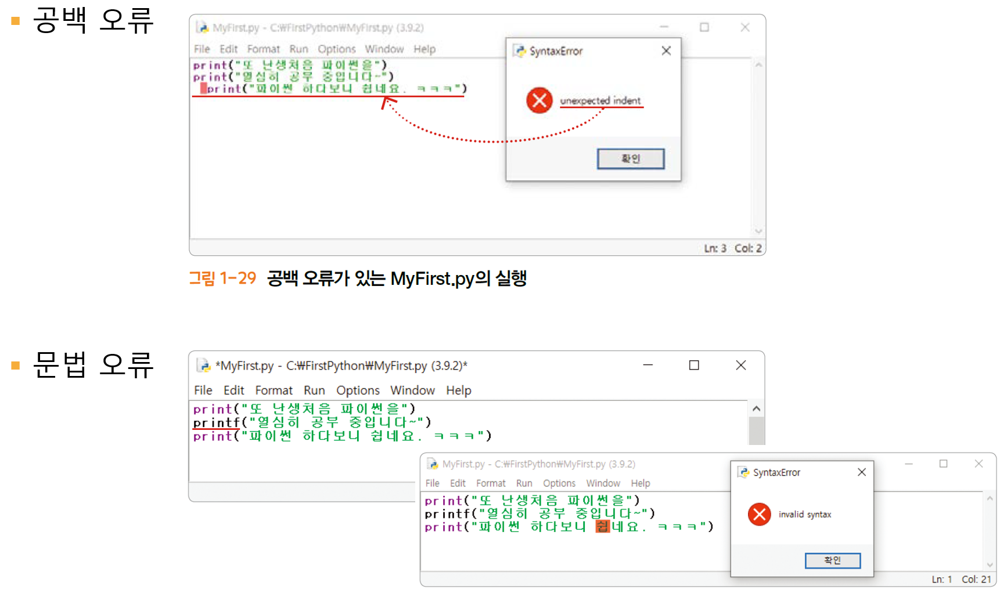 공백 오류
MyFirst.py - C:₩FirstPython₩MyFirst.py (3.9.2)
File Edit Format Run Options Window Help
print("또 난생처음 파이썬을")
print("열심히 공부 중입니다~")
print("파이썬 하다보니 쉽네요. ㅋㅋㅋ")
SyntaxError
unexpected indent
확인
Ln: 3 Col: 2
그림 1-29 공백 오류가 있는 MyFirst.py의 실행
문법 오류
*MyFirst.py - C:₩FirstPython₩MyFirst.py (3.9.2)*
File Edit Format Run Options Window Help
print("또 난생처음 파이썬을")
printf("열심히 공부 중입니다~")
print("파이썬 하다보니 쉽네요. ㅋㅋㅋ")
MyFirst.py - C:₩FirstPython₩MyFirst.py (3.9.2)
File Edit Format Run Options Window Help
print("또 난생처음 파이썬을")
printf("열심히 공부 중입니다~")
print("파이썬 하다보니 쉽네요. ㅋㅋㅋ")
SyntaxError
invalid syntax
확인
Ln: 1 Col: 21